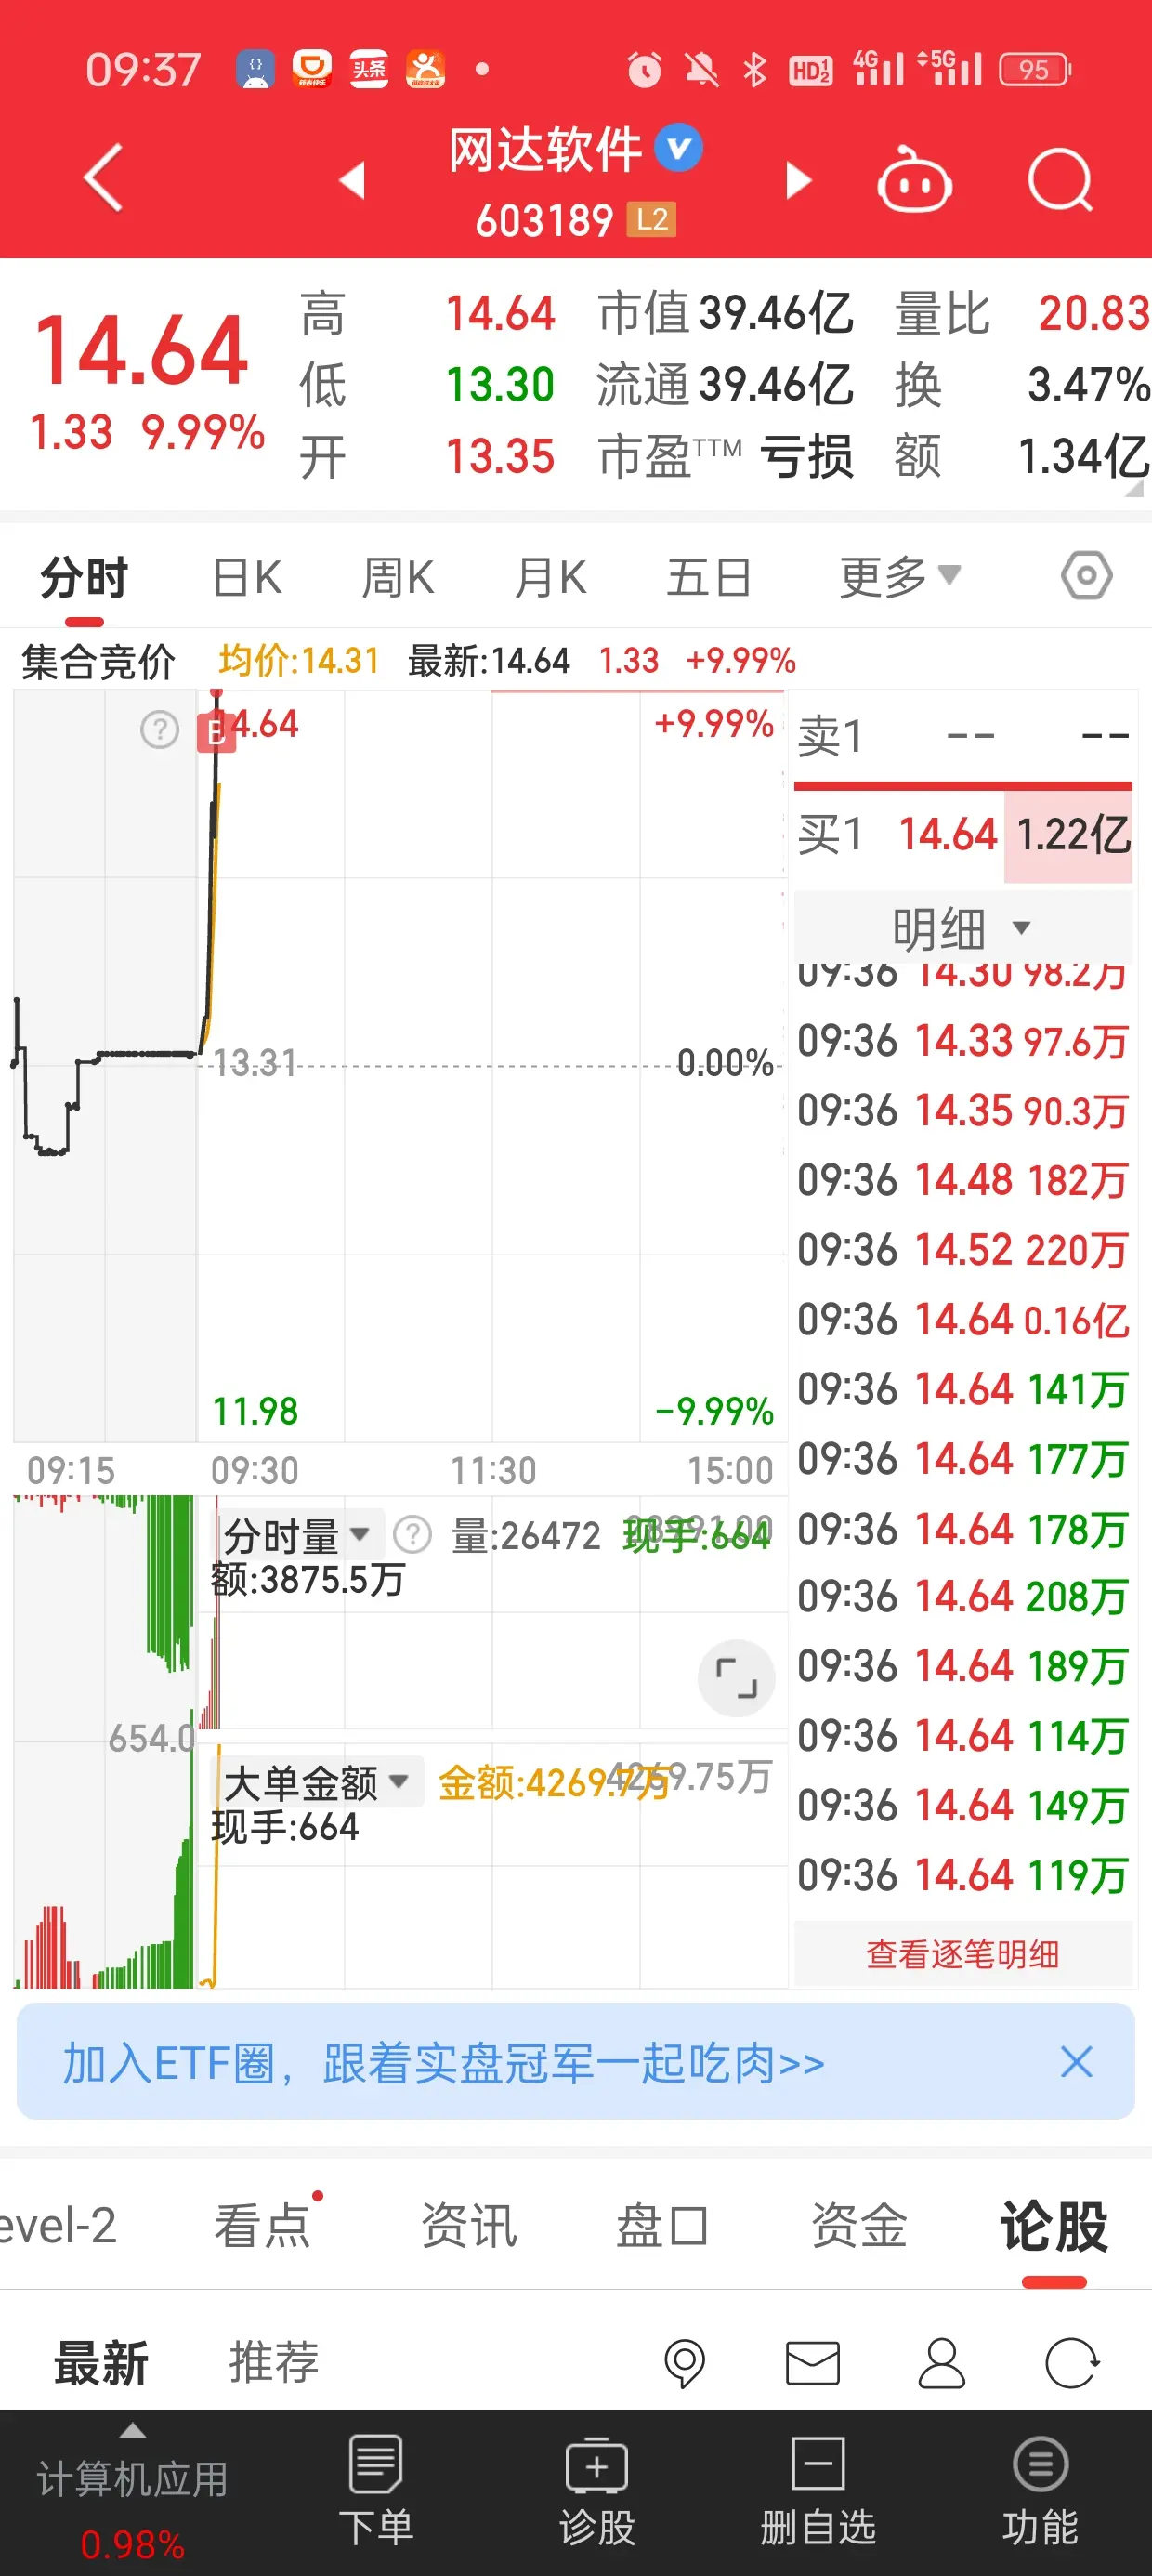 09:37 头条 HD1 2 4G 5G 95
网达软件
603189 L2
14.64
1.33 9.99%
高 14.64 市值 39.46亿 量比 20.83
低 13.30 流通 39.46亿 换 3.47%
开 13.35 市盈TTM 亏损 额 1.34亿
分时 日K 周K 月K 五日 更多
集合竞价 均价:14.31 最新:14.64 1.33 +9.99%
4.64 +9.99%
13.31 0.00%
11.98 -9.99%
09:15 09:30 11:30 15:00
分时量 量:26472 现手:664
额:3875.5万
654.0
大单金额 金额:4269.7万 4269.75万
现手:664
卖1 -- --
买1 14.64 1.22亿
明细
09:36 14.30 98.2万
09:36 14.33 97.6万
09:36 14.35 90.3万
09:36 14.48 182万
09:36 14.52 220万
09:36 14.64 0.16亿
09:36 14.64 141万
09:36 14.64 177万
09:36 14.64 178万
09:36 14.64 208万
09:36 14.64 189万
09:36 14.64 114万
09:36 14.64 149万
09:36 14.64 119万
查看逐笔明细
加入ETF圈，跟着实盘冠军一起吃肉>>
evel-2 看点 资讯 盘口 资金 论股
最新 推荐
计算机应用
0.98%
下单 诊股 删自选 功能